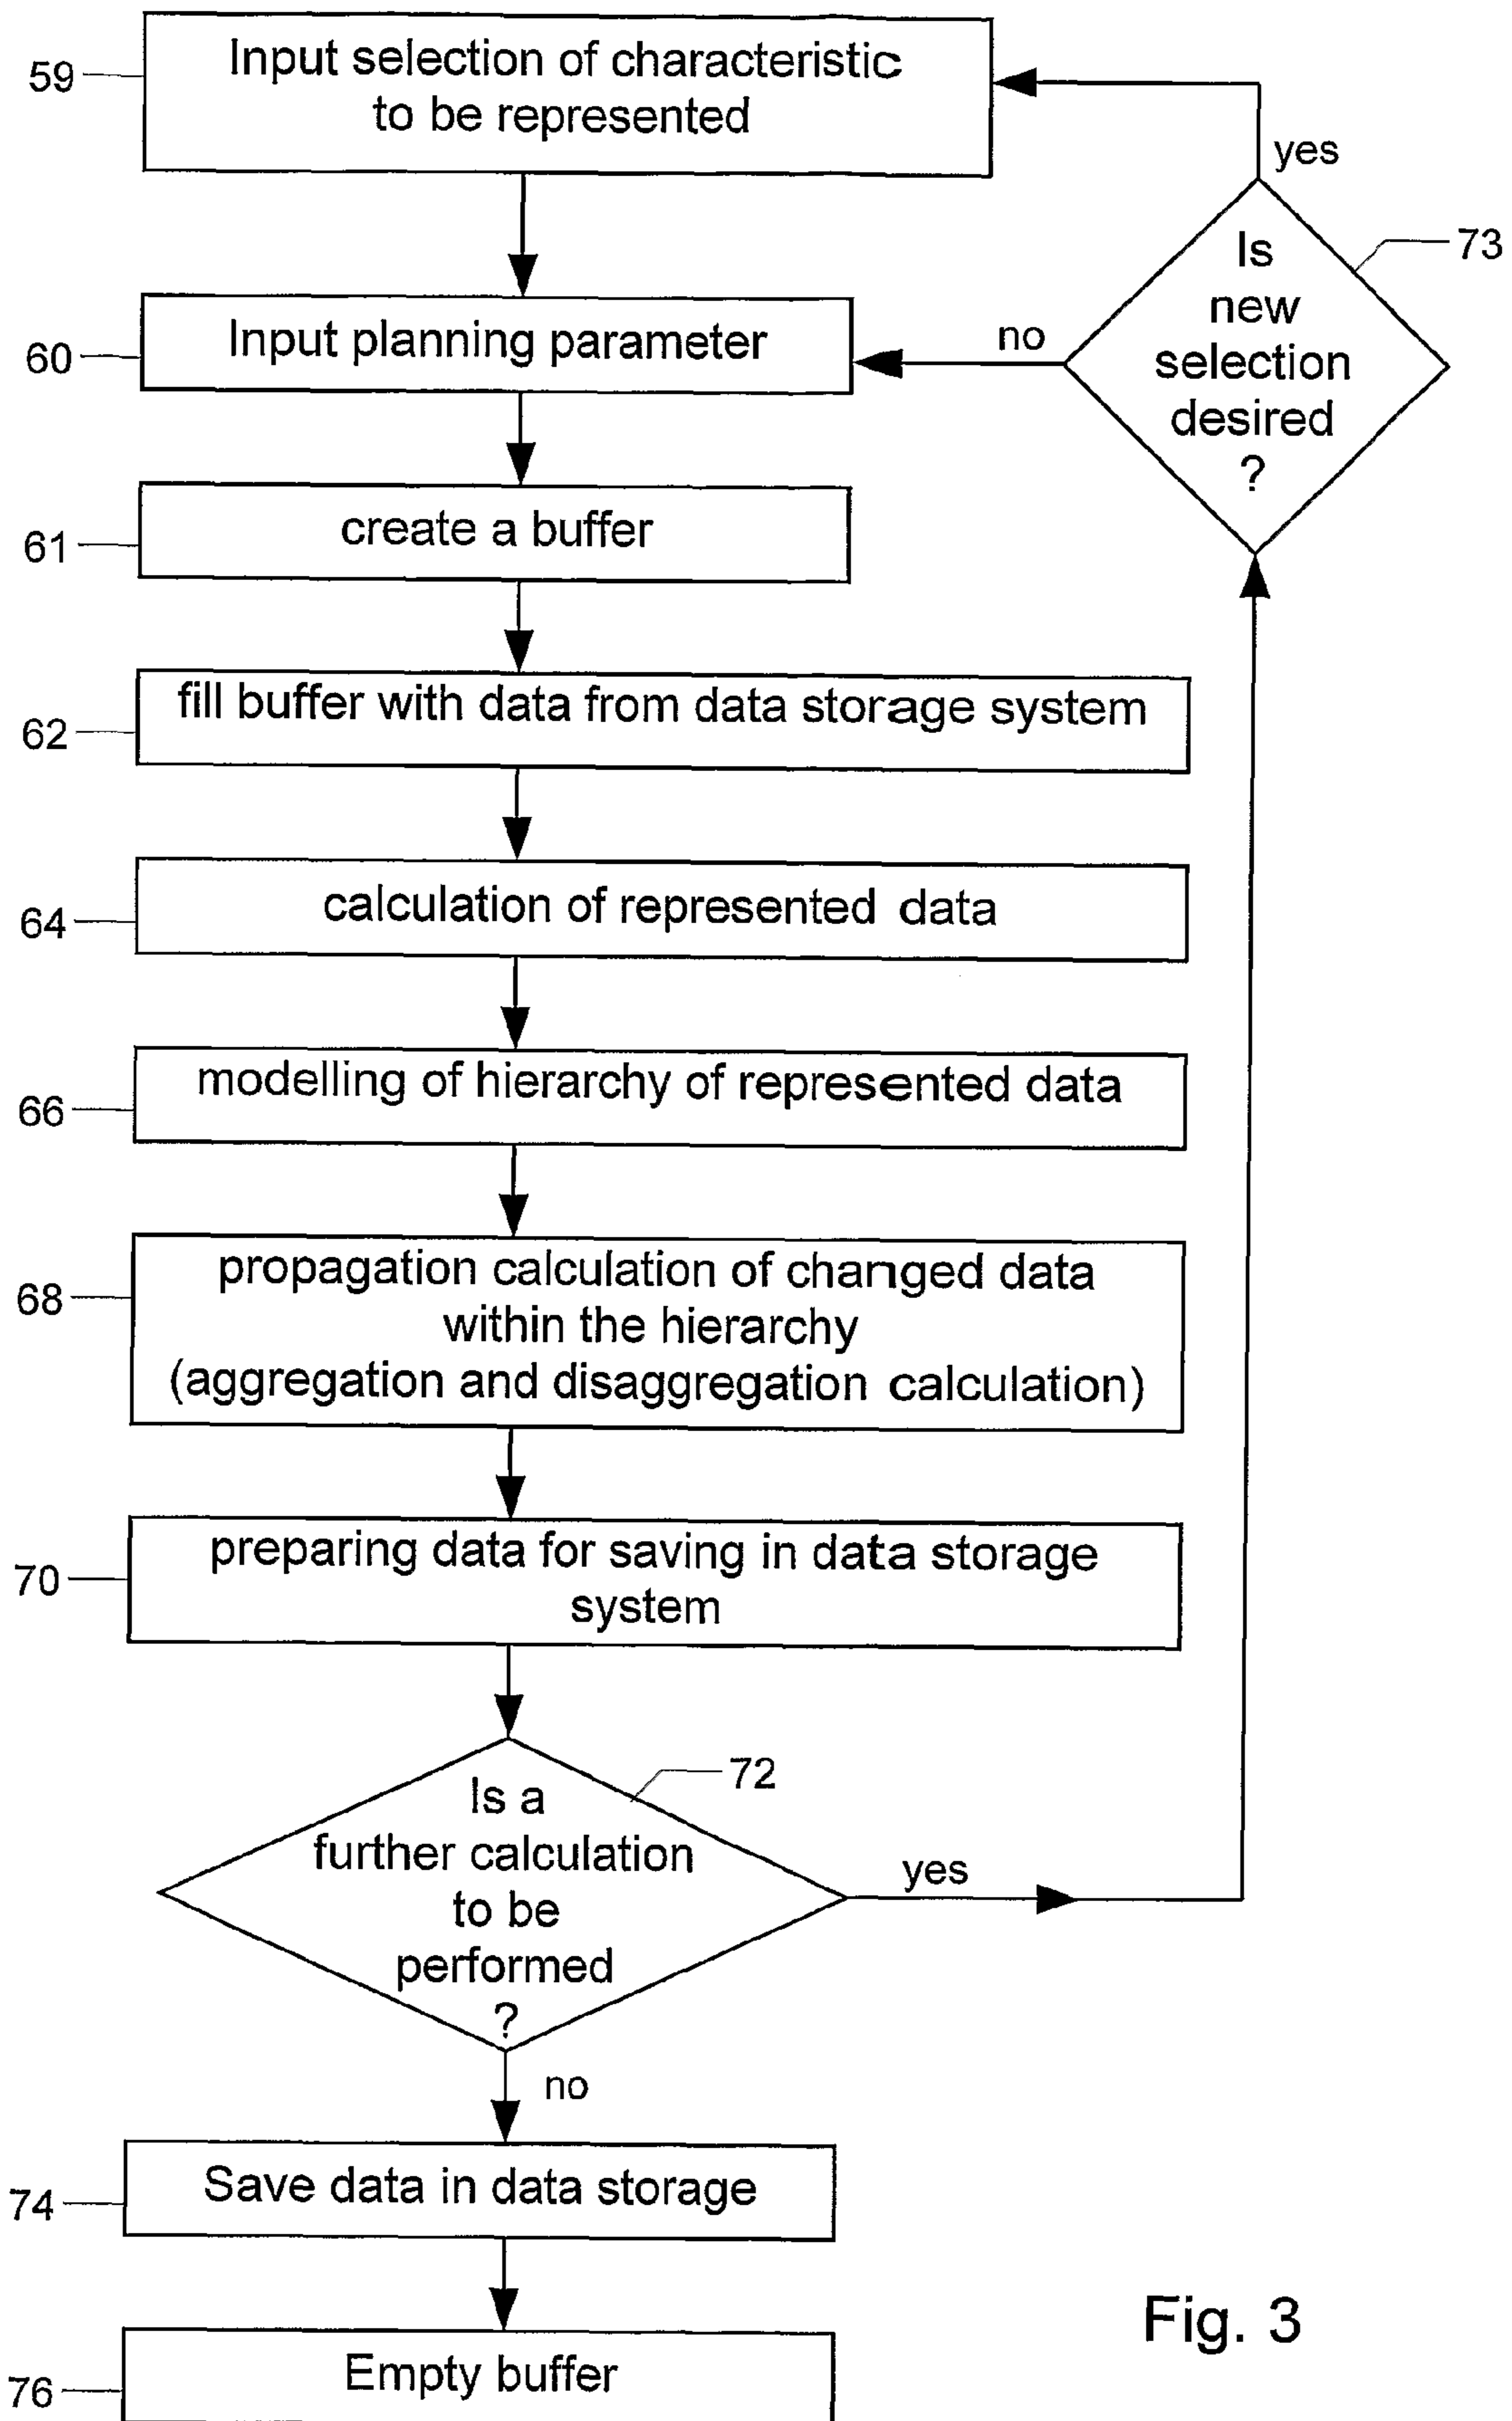 59
Input selection of characteristic
to be represented
yes
73
Is
new
selection
desired
?
no
60
Input planning parameter
61
create a buffer
62
fill buffer with data from data storage system
64
calculation of represented data
66
modelling of hierarchy of represented data
68
propagation calculation of changed data
within the hierarchy
(aggregation and disaggregation calculation)
70
preparing data for saving in data storage
system
72
Is a
further calculation
to be
performed
?
yes
no
74
Save data in data storage
76
Empty buffer
Fig. 3